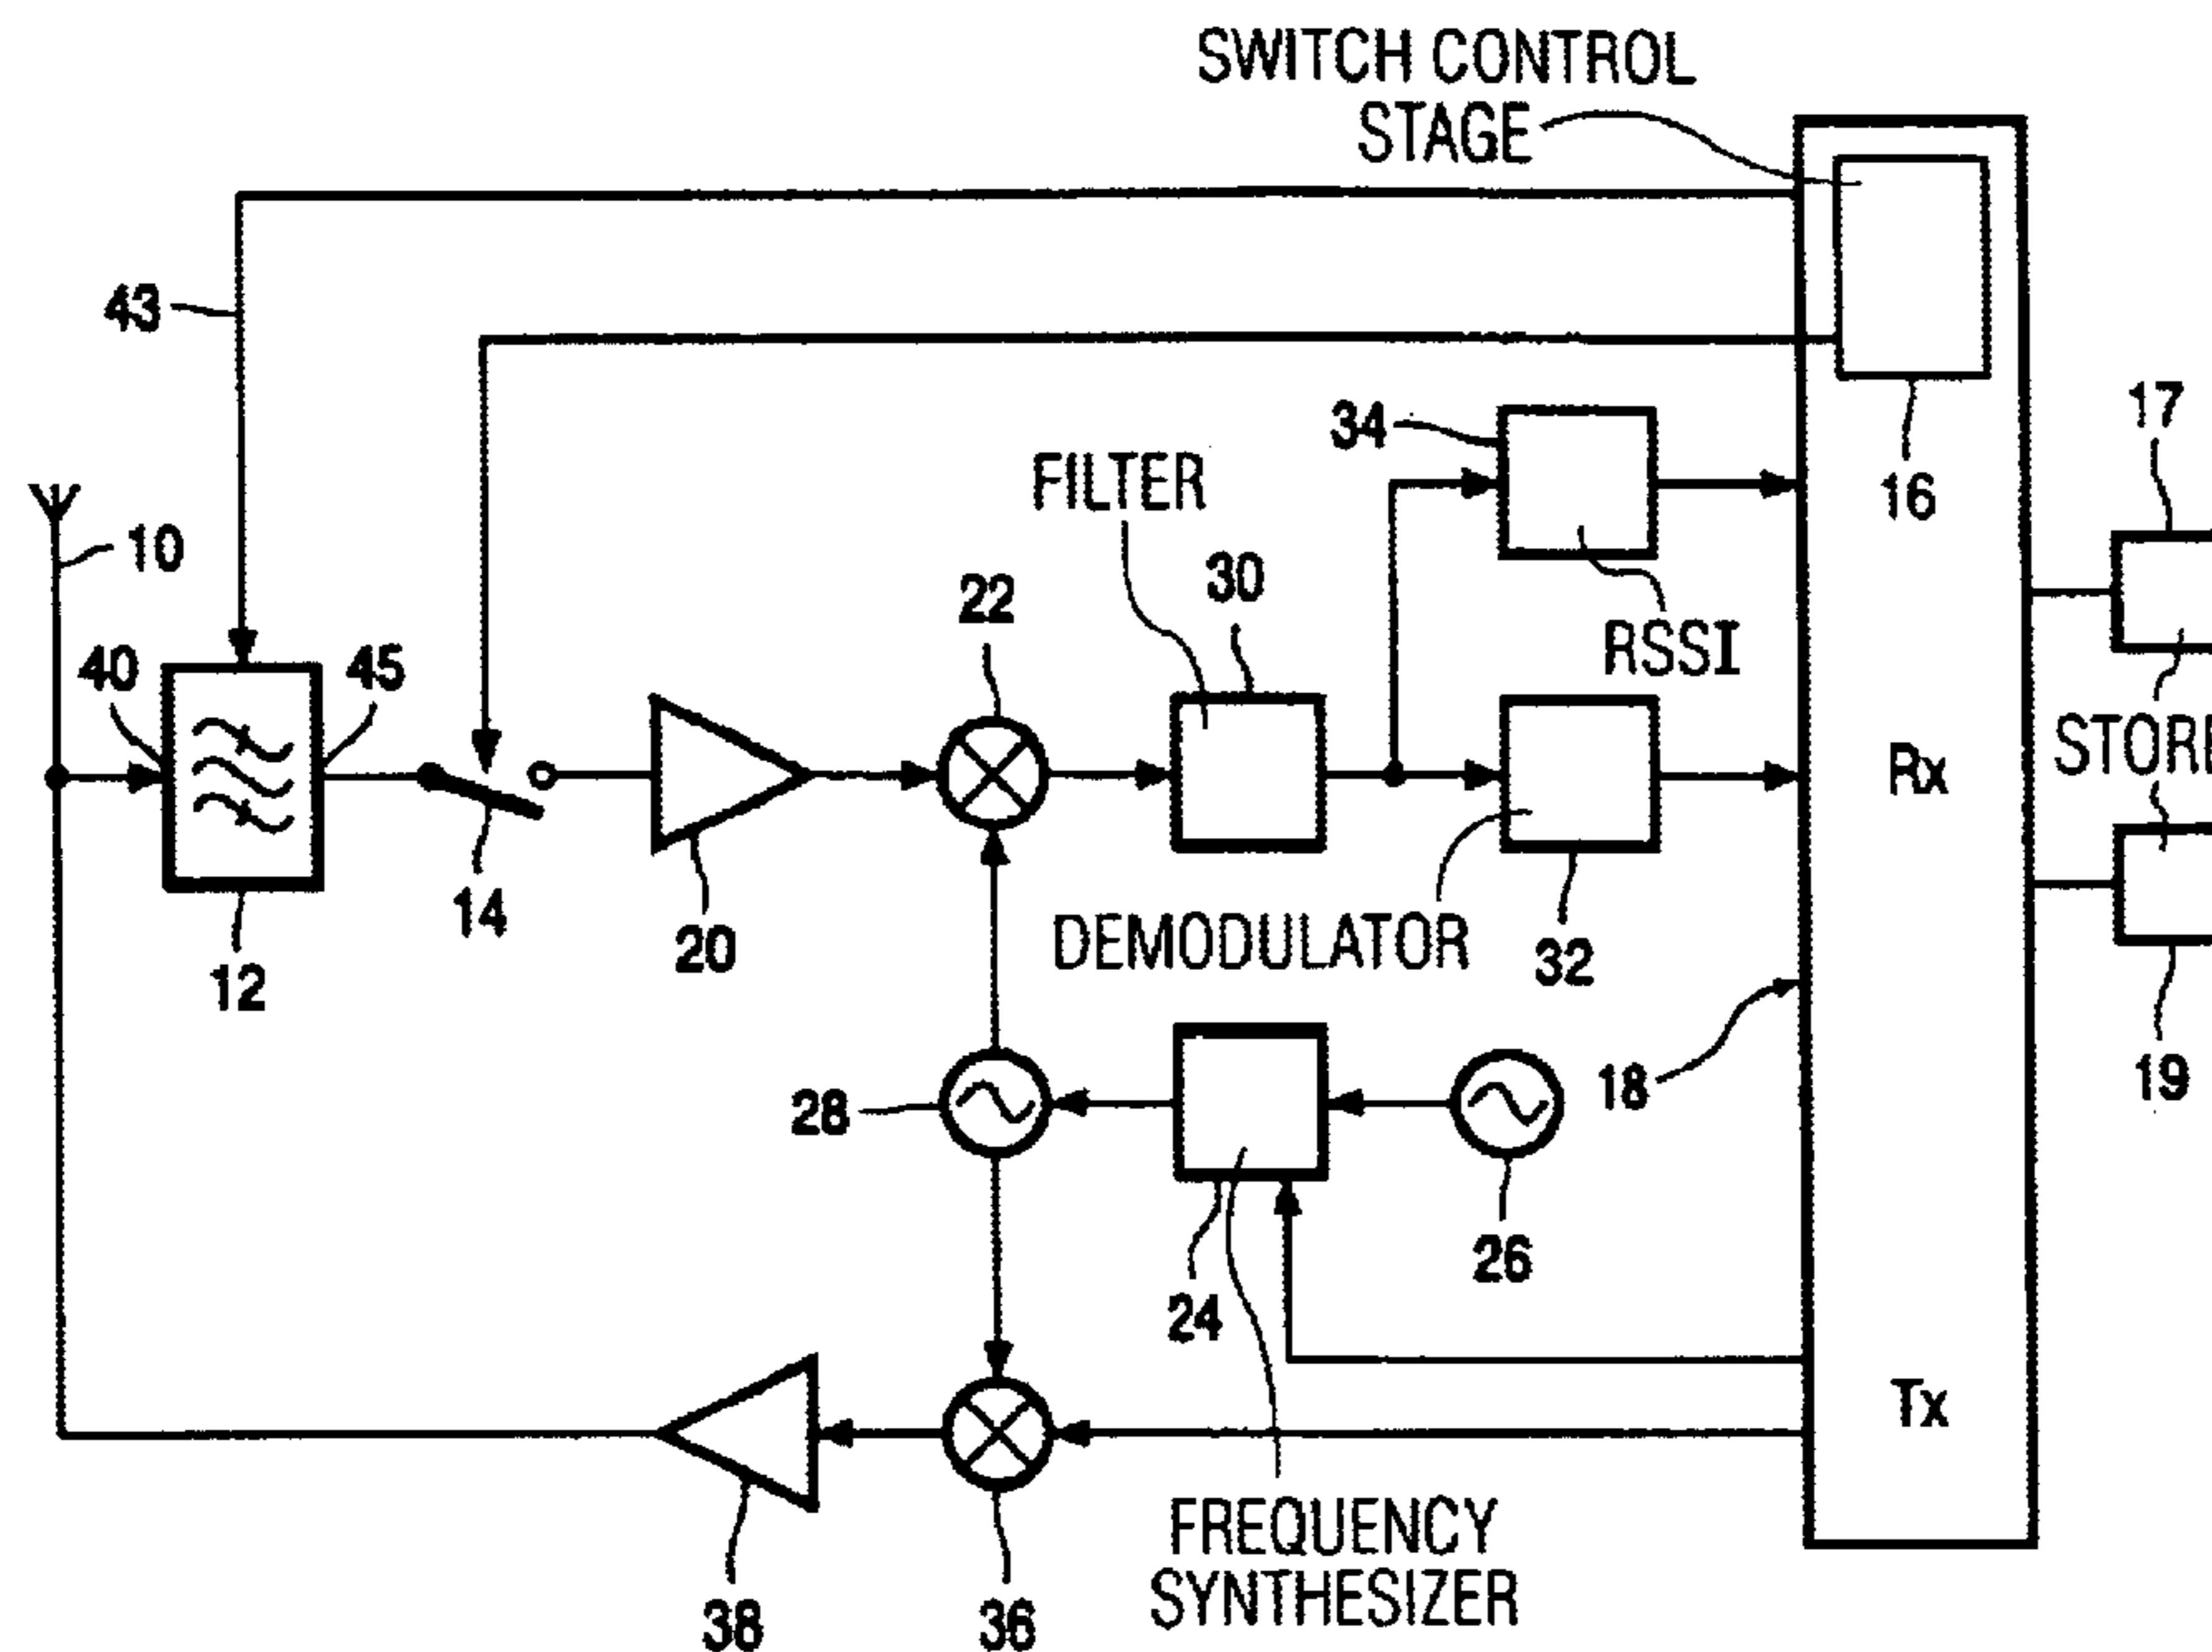 SWITCH CONTROL
STAGE
43
34
17
FILTER
16
10
22
30
RSSI
40
45
STORE
Rx
14
20
DEMODULATOR
32
12
28
18
19
26
24
Tx
FREQUENCY
SYNTHESIZER
38
36